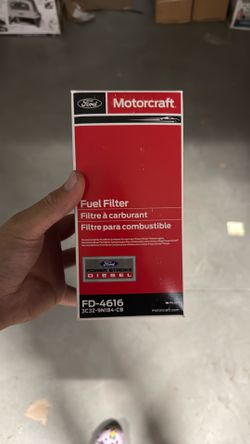 Ford
Motorcraft
Fuel Filter
Filtre à carburant
Filtre para combustible
Ford
POWER STROKE
DIESEL
FD-4616
3C3Z-9N184-CB
motorcraft.com